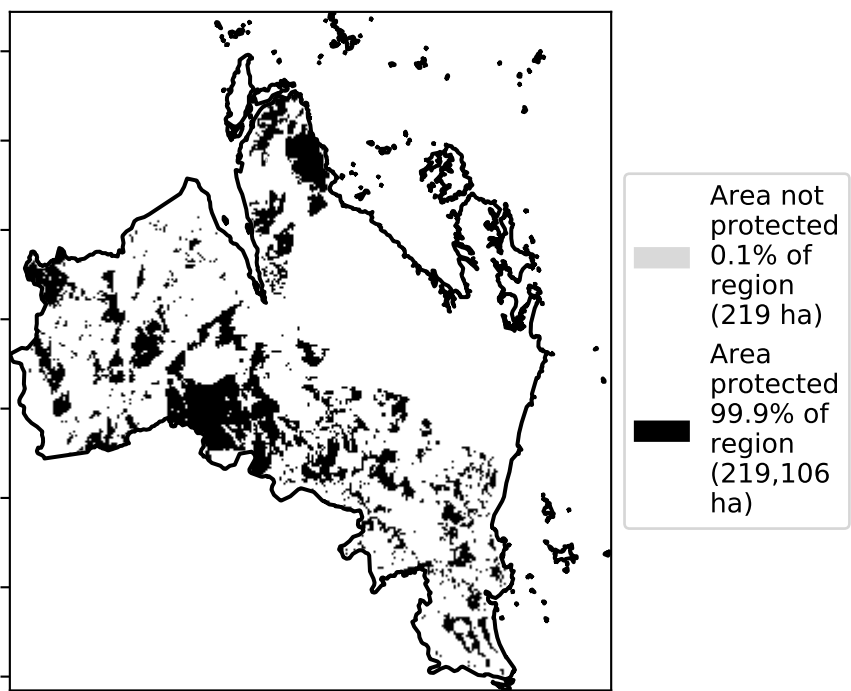 Area not
protected
0.1% of
region
(219 ha)
Area
protected
99.9% of
region
(219,106
ha)